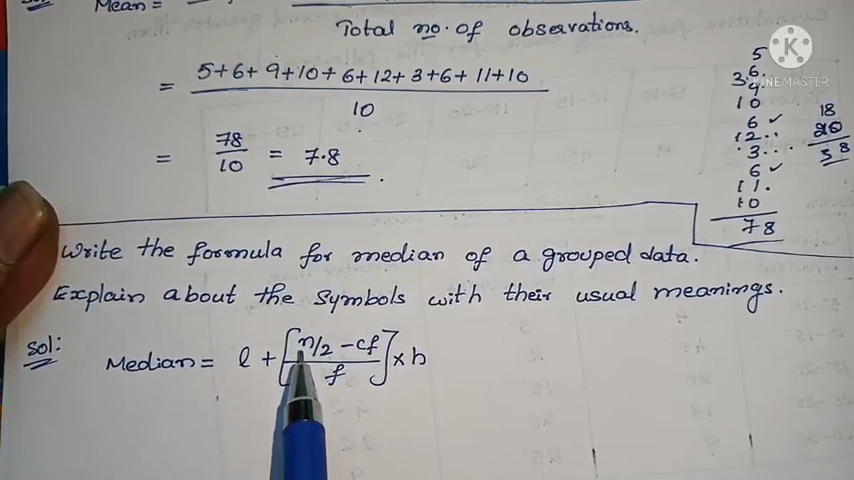 Sol: Mean =
Total no. of observations.
= 5+6+9+10+6+12+3+6+11+10
10
= 78/10 = 7.8.
5
6
9
10
6 ✓
12
3
6 ✓
11
10
78
18
20
38
KINEMASTER
Write the formula for median of a grouped data.
Explain about the symbols with their usual meanings.
Sol: Median = l + [n/2 - cf / f] × h